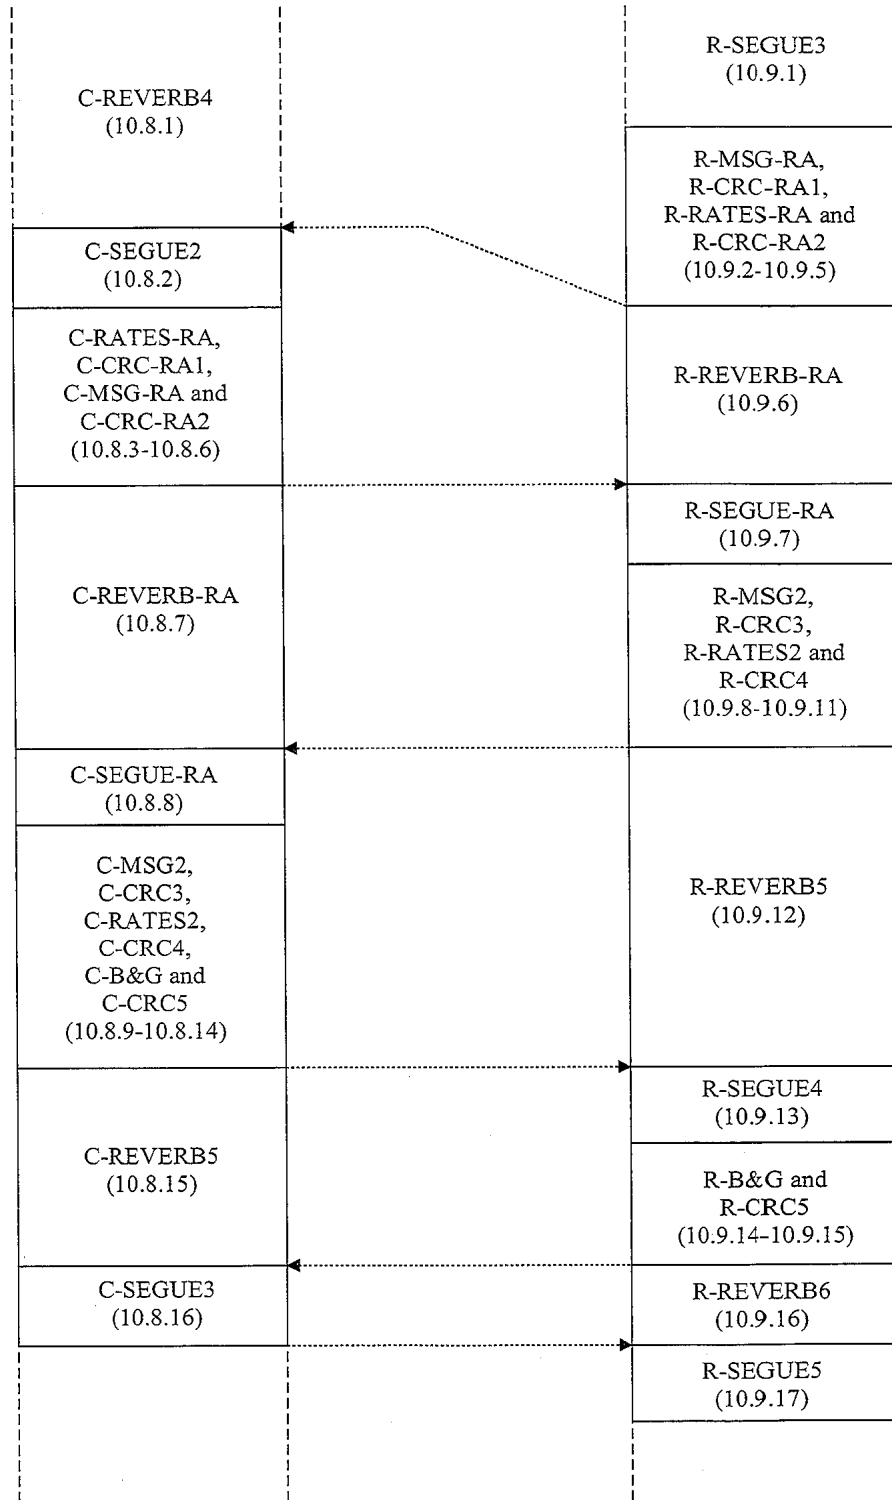 C-REVERB4
(10.8.1)
C-SEGUE2
(10.8.2)
C-RATES-RA,
C-CRC-RA1,
C-MSG-RA and
C-CRC-RA2
(10.8.3-10.8.6)
C-REVERB-RA
(10.8.7)
C-SEGUE-RA
(10.8.8)
C-MSG2,
C-CRC3,
C-RATES2,
C-CRC4,
C-B&G and
C-CRC5
(10.8.9-10.8.14)
C-REVERB5
(10.8.15)
C-SEGUE3
(10.8.16)
R-SEGUE3
(10.9.1)
R-MSG-RA,
R-CRC-RA1,
R-RATES-RA and
R-CRC-RA2
(10.9.2-10.9.5)
R-REVERB-RA
(10.9.6)
R-SEGUE-RA
(10.9.7)
R-MSG2,
R-CRC3,
R-RATES2 and
R-CRC4
(10.9.8-10.9.11)
R-REVERB5
(10.9.12)
R-SEGUE4
(10.9.13)
R-B&G and
R-CRC5
(10.9.14-10.9.15)
R-REVERB6
(10.9.16)
R-SEGUE5
(10.9.17)